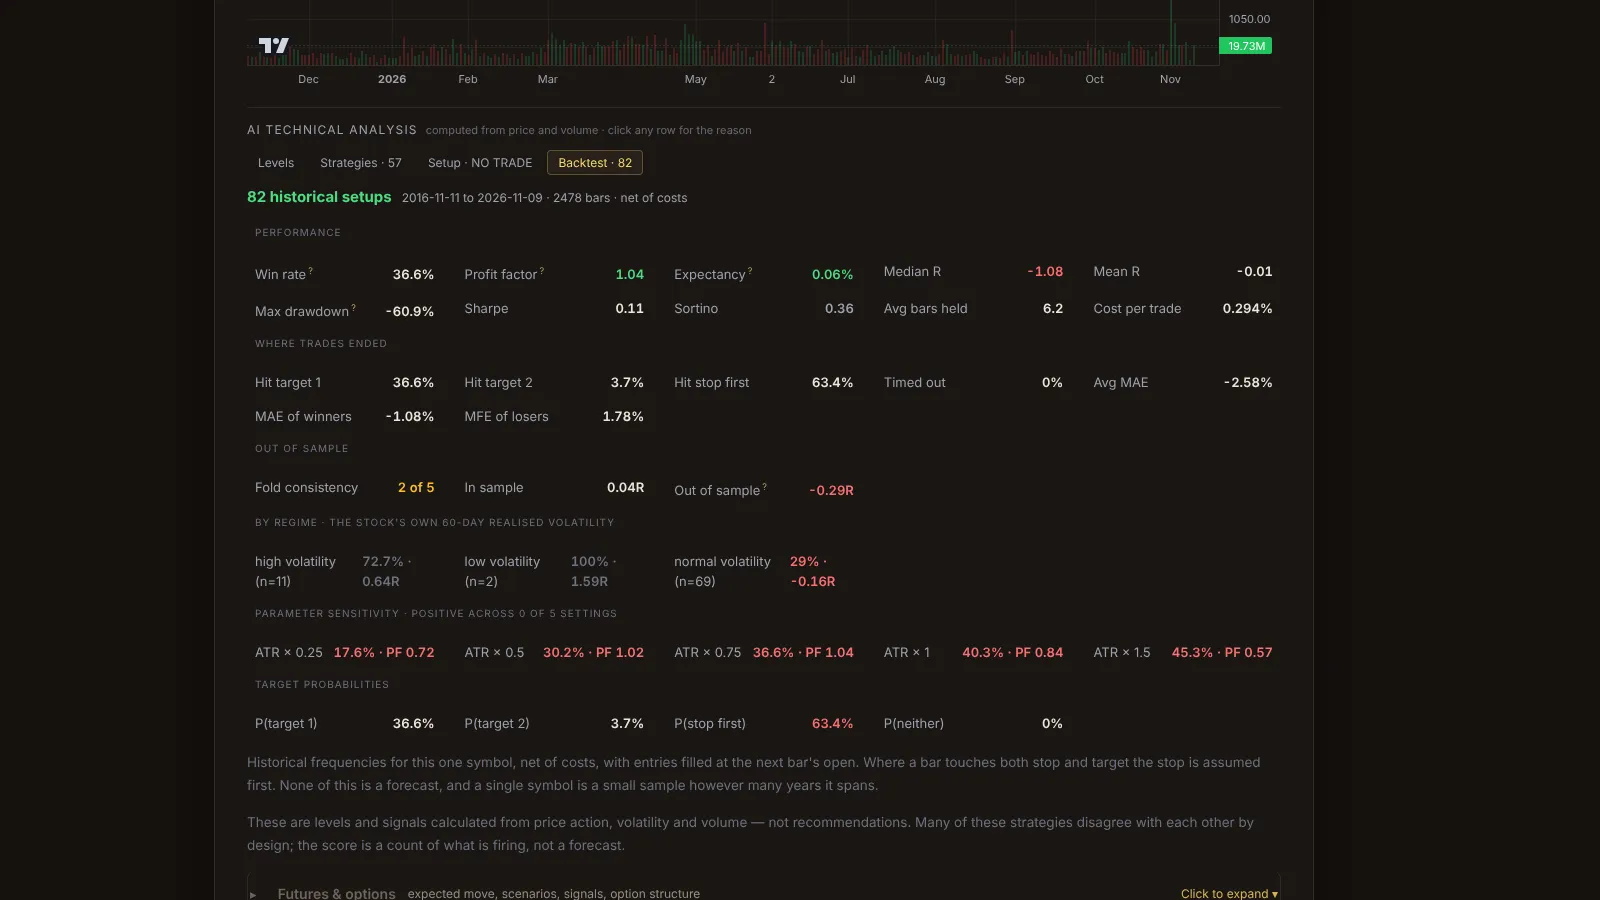 1050.00
19.73M
Dec 2026 Feb Mar May 2 Jul Aug Sep Oct Nov
AI TECHNICAL ANALYSIS computed from price and volume · click any row for the reason
Levels Strategies · 57 Setup · NO TRADE Backtest · 82
82 historical setups 2016-11-11 to 2026-11-09 · 2478 bars · net of costs
PERFORMANCE
Win rate ? 36.6% Profit factor ? 1.04 Expectancy ? 0.06% Median R -1.08 Mean R -0.01
Max drawdown ? -60.9% Sharpe 0.11 Sortino 0.36 Avg bars held 6.2 Cost per trade 0.294%
WHERE TRADES ENDED
Hit target 1 36.6% Hit target 2 3.7% Hit stop first 63.4% Timed out 0% Avg MAE -2.58%
MAE of winners -1.08% MFE of losers 1.78%
OUT OF SAMPLE
Fold consistency 2 of 5 In sample 0.04R Out of sample ? -0.29R
BY REGIME · THE STOCK'S OWN 60-DAY REALISED VOLATILITY
high volatility 72.7% · low volatility 100% · normal volatility 29% ·
(n=11) 0.64R (n=2) 1.59R (n=69) -0.16R
PARAMETER SENSITIVITY · POSITIVE ACROSS 0 OF 5 SETTINGS
ATR × 0.25 17.6% · PF 0.72 ATR × 0.5 30.2% · PF 1.02 ATR × 0.75 36.6% · PF 1.04 ATR × 1 40.3% · PF 0.84 ATR × 1.5 45.3% · PF 0.57
TARGET PROBABILITIES
P(target 1) 36.6% P(target 2) 3.7% P(stop first) 63.4% P(neither) 0%
Historical frequencies for this one symbol, net of costs, with entries filled at the next bar's open. Where a bar touches both stop and target the stop is assumed
first. None of this is a forecast, and a single symbol is a small sample however many years it spans.
These are levels and signals calculated from price action, volatility and volume — not recommendations. Many of these strategies disagree with each other by
design; the score is a count of what is firing, not a forecast.
▸ Futures & options expected move, scenarios, signals, option structure Click to expand ▾